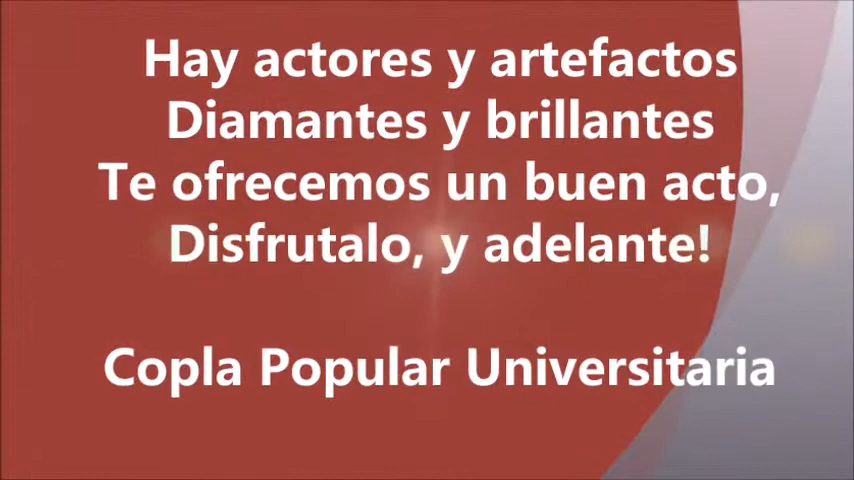 Hay actores y artefactos
Diamantes y brillantes
Te ofrecemos un buen acto,
Disfrutalo, y adelante!
Copla Popular Universitaria